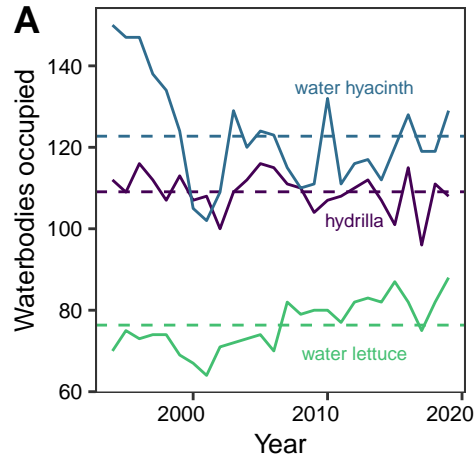 A
Waterbodies occupied
140
120
100
80
60
water hyacinth
hydrilla
water lettuce
2000
2010
2020
Year